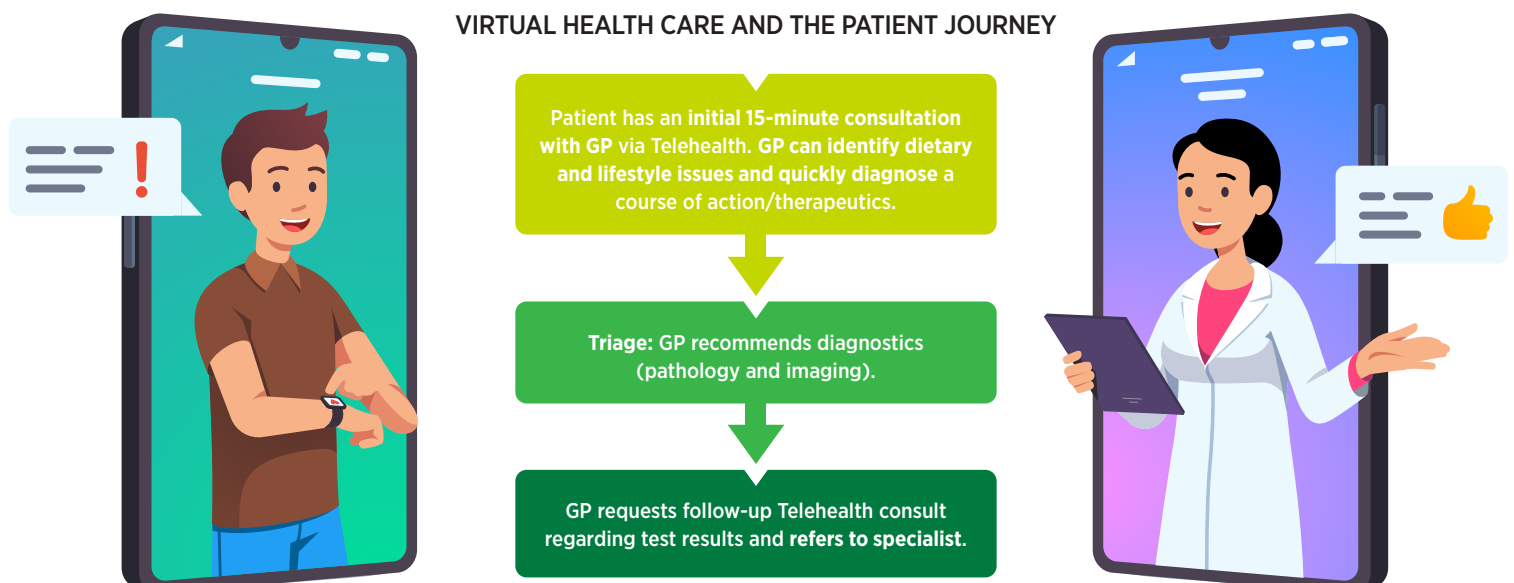 VIRTUAL HEALTH CARE AND THE PATIENT JOURNEY
Patient has an initial 15-minute consultation
with GP via Telehealth. GP can identify dietary
and lifestyle issues and quickly diagnose a
course of action/therapeutics.
Triage: GP recommends diagnostics
(pathology and imaging).
GP requests follow-up Telehealth consult
regarding test results and refers to specialist.